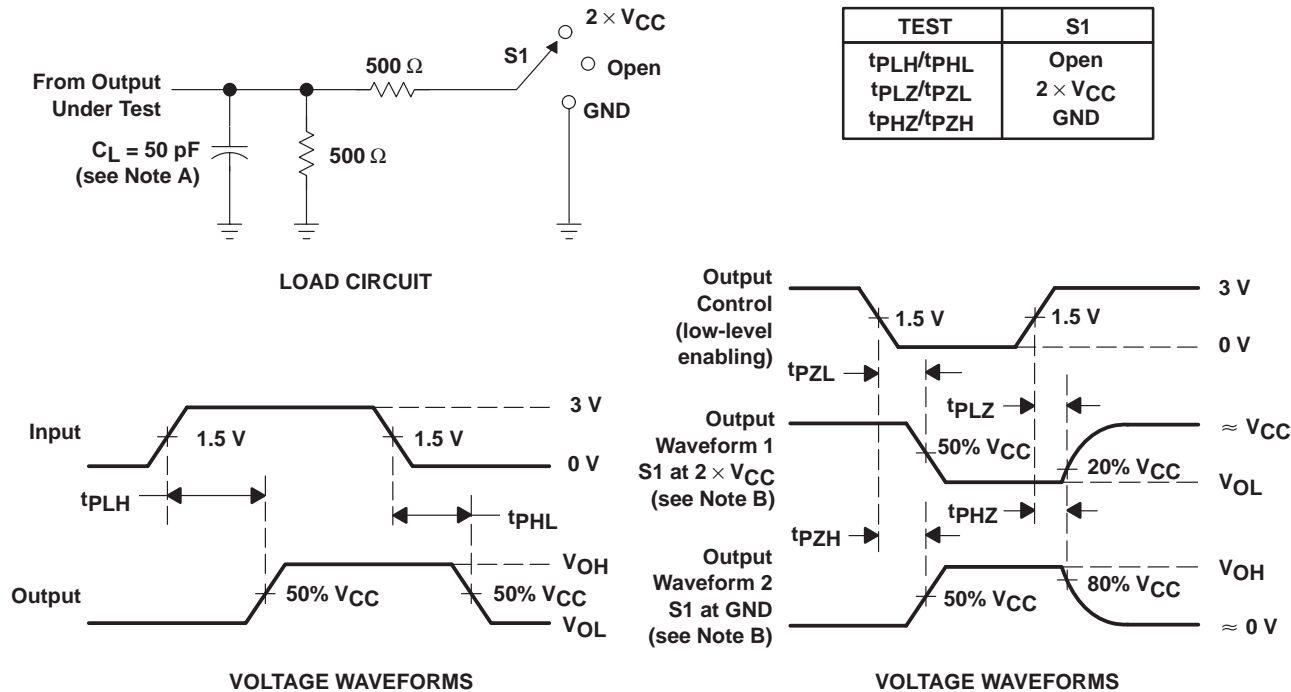 2 × VCC
S1
Open
GND
500 Ω
From Output
Under Test
CL = 50 pF
(see Note A)
500 Ω
LOAD CIRCUIT
TEST S1
tPLH/tPHL Open
tPLZ/tPZL 2 × VCC
tPHZ/tPZH GND
Input
1.5 V
1.5 V
3 V
0 V
tPLH
tPHL
Output
50% VCC
50% VCC
VOH
VOL
VOLTAGE WAVEFORMS
Output
Control
(low-level
enabling)
1.5 V
1.5 V
3 V
0 V
tPZL
tPLZ
Output
Waveform 1
S1 at 2 × VCC
(see Note B)
50% VCC
20% VCC
≈ VCC
VOL
tPZH
tPHZ
Output
Waveform 2
S1 at GND
(see Note B)
50% VCC
80% VCC
VOH
≈ 0 V
VOLTAGE WAVEFORMS